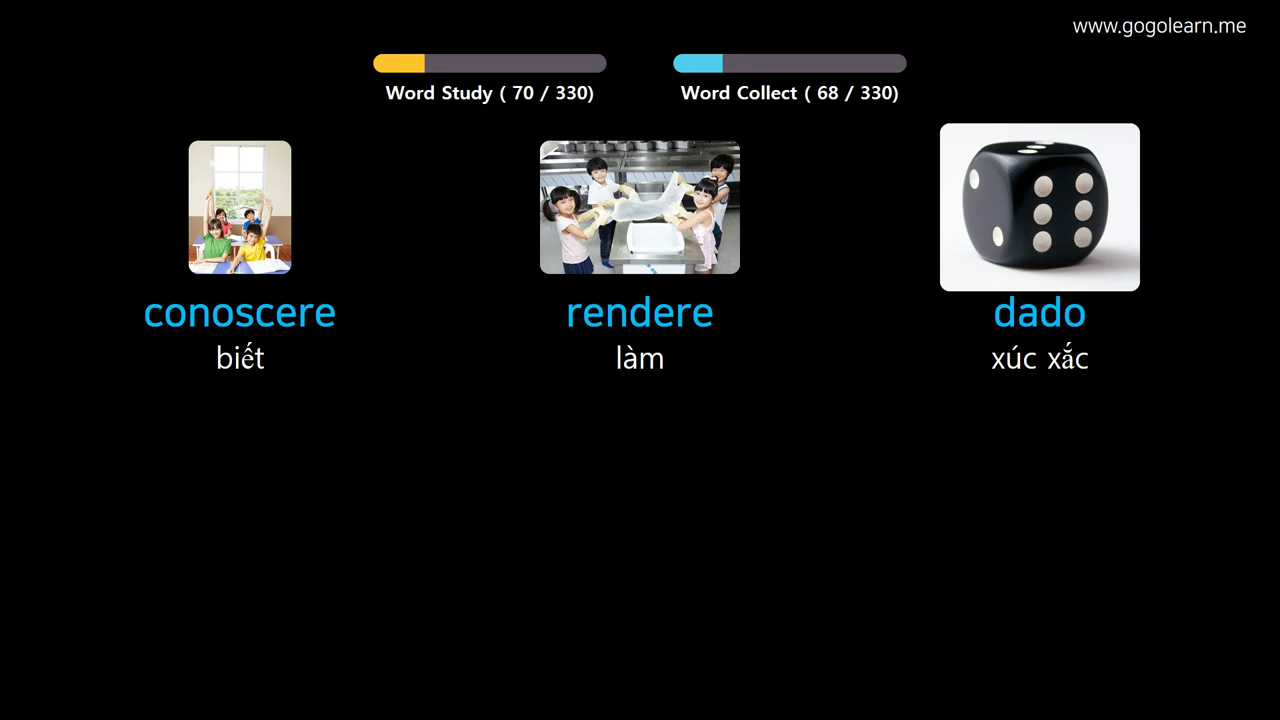 www.gogolearn.me
Word Study ( 70 / 330)
Word Collect ( 68 / 330)
conoscere
biết
rendere
làm
dado
xúc xắc